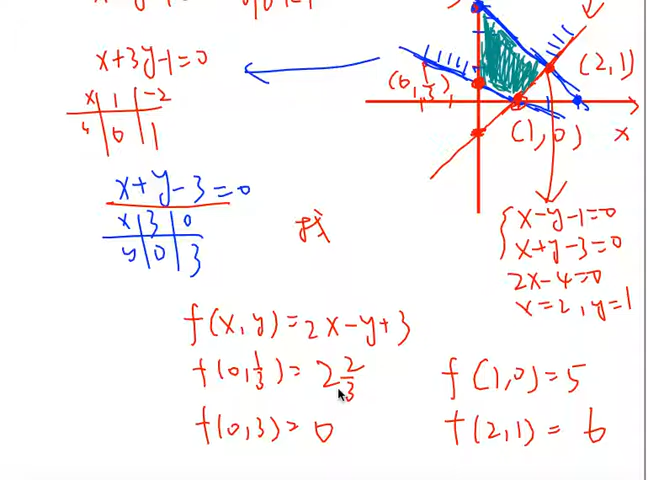 x+3y-1=0
x | 1 | -2
y | 0 | 1
x+y-3=0
x | 3 | 0
y | 0 | 3
(0,1/3)
(2,1)
(1,0)
x
x-y-1=0
x+y-3=0
2x-4=0
x=2, y=1
f(x,y)=2x-y+3
f(0,1/3)=2 2/3
f(1,0)=5
f(0,3)=0
f(2,1)=6